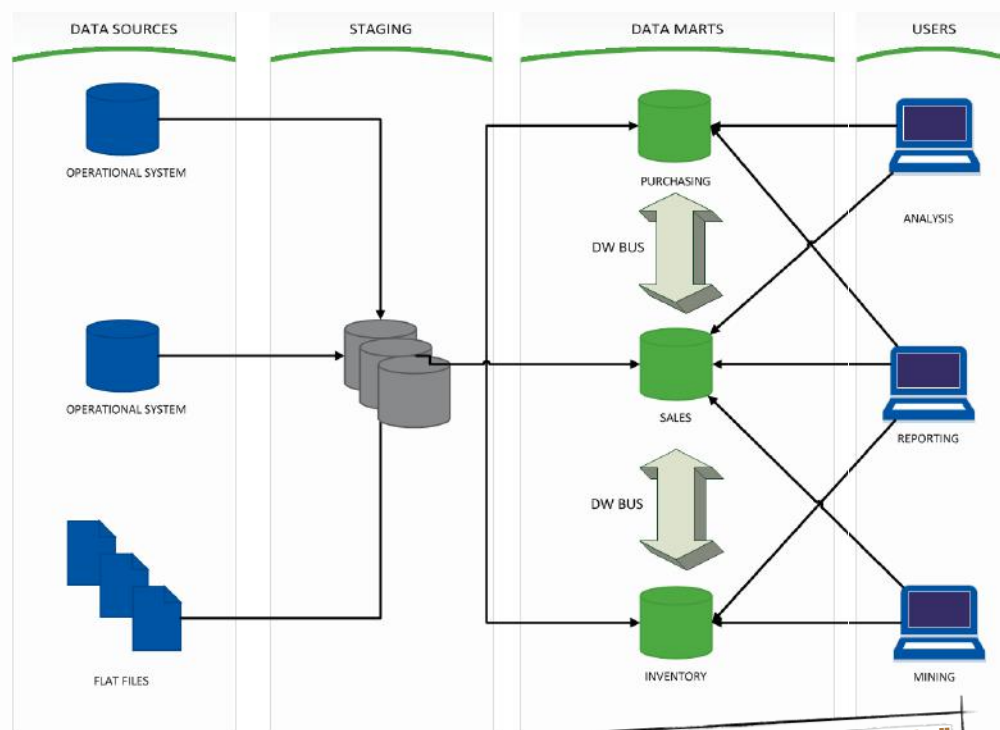 DATA SOURCES
STAGING
DATA MARTS
USERS
OPERATIONAL SYSTEM
PURCHASING
ANALYSIS
DW BUS
OPERATIONAL SYSTEM
SALES
REPORTING
DW BUS
FLAT FILES
INVENTORY
MINING